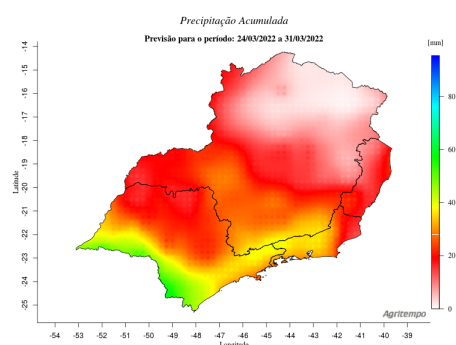 Precipitação Acumulada
Previsão para o período: 24/03/2022 a 31/03/2022
[mm]
-14
-15
-16
-17
-18
-19
-20
-21
-22
-23
-24
-25
Latitude
80
60
40
20
0
Agritempo
-54 -53 -52 -51 -50 -49 -48 -47 -46 -45 -44 -43 -42 -41 -40 -39
Longitude